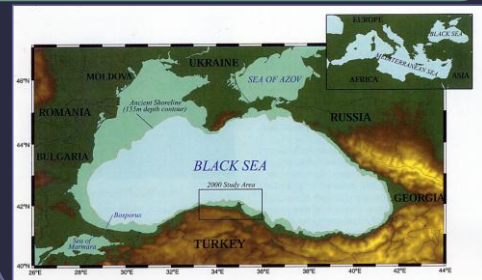 EUROPE
BLACK SEA
MEDITERRANEAN SEA
AFRICA
ASIA
UKRAINE
MOLDOVA
SEA OF AZOV
48°N
46°N
44°N
42°N
40°N
Ancient Shoreline
(155m depth contour)
ROMANIA
RUSSIA
BULGARIA
BLACK SEA
2000 Study Area
GEORGIA
Bosporus
Sea of
Marmara
TURKEY
26°E
28°E
30°E
32°E
34°E
36°E
38°E
40°E
42°E
44°E